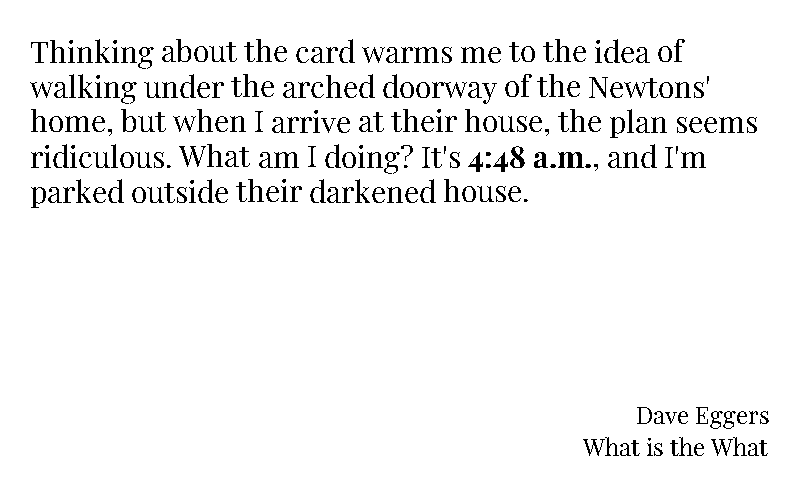 Thinking about the card warms me to the idea of
walking under the arched doorway of the Newtons'
home, but when I arrive at their house, the plan seems
ridiculous. What am I doing? It's 4:48 a.m., and I'm
parked outside their darkened house.
Dave Eggers
What is the What